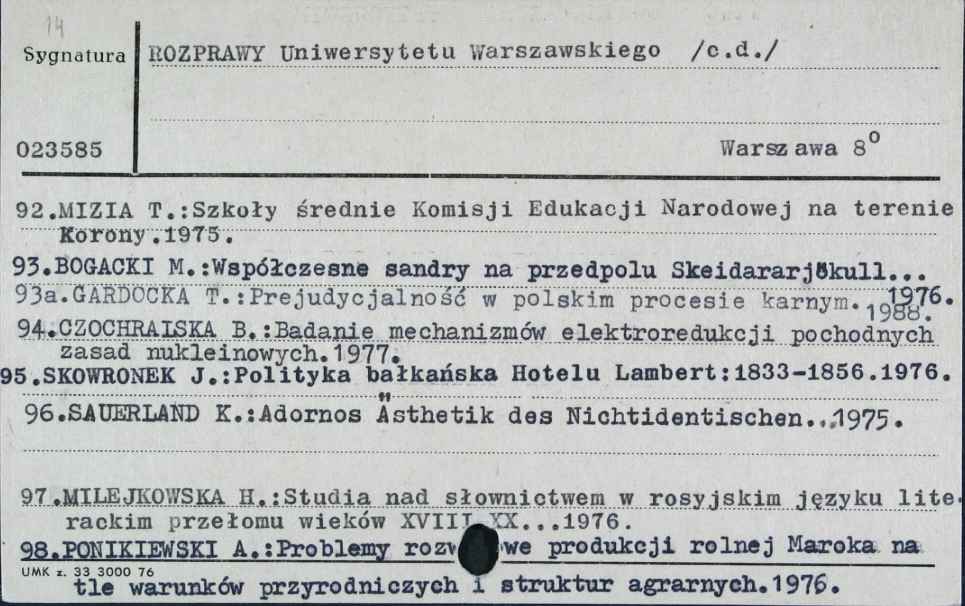 14
Sygnatura
ROZPRAWY Uniwersytetu Warszawskiego /c.d./
023585
Warszawa 8°
92.MIZIA T.:Szkoły średnie Komisji Edukacji Narodowej na terenie
Korony.1975.
93.BOGACKI M.:Współczesne sandry na przedpolu Skeidararjökull...
1976.
93a.GARDOCKA T.:Prejudycjalność w polskim procesie karnym..1988.
94.CZOCHRALSKA B.:Badanie mechanizmów elektroredukcji pochodnych
zasad nukleinowych.1977.
95.SKOWRONEK J.:Polityka bałkańska Hotelu Lambert:1833-1856.1976.
96.SAUERLAND K.:Adornos Ästhetik des Nichtidentischen...1975.
97.MILEJKOWSKA H.:Studia nad słownictwem w rosyjskim języku lite-
rackim przełomu wieków XVIII XX...1976.
98.PONIKIEWSKI A.:Problemy produkcji rolnej Maroka na
UMK z. 33 3000 76
tle warunków przyrodniczych i struktur agrarnych.1976.